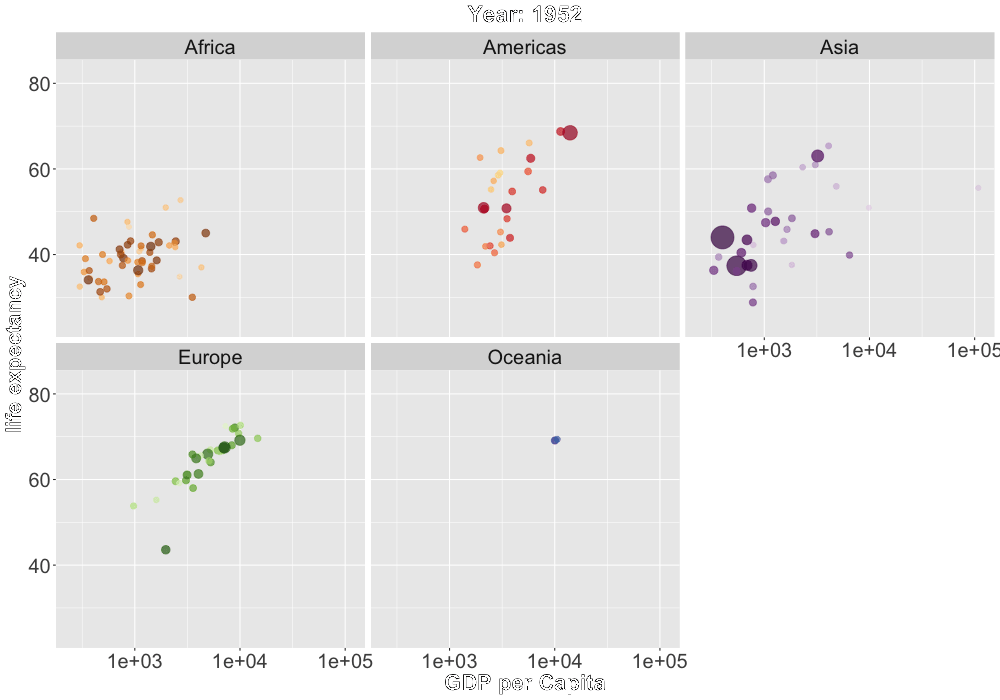 Year: 1952
Africa
Americas
Asia
80
60
40
1e+03
1e+04
1e+05
life expectancy
Europe
Oceania
80
60
40
1e+03
1e+04
1e+05
1e+03
1e+04
1e+05
GDP per Capita